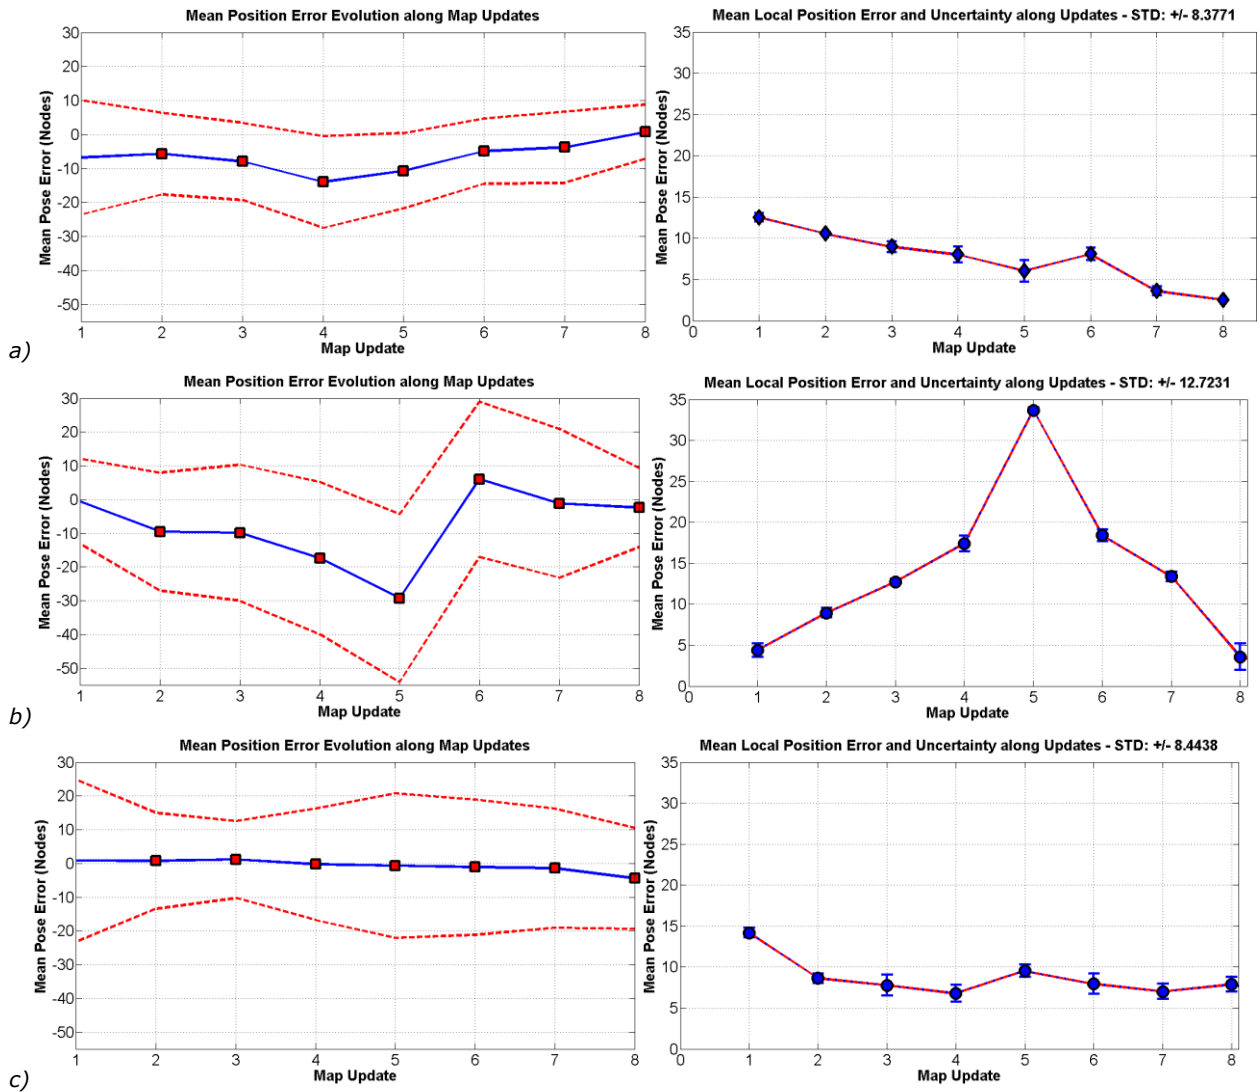 Mean Position Error Evolution along Map Updates
Mean Pose Error (Nodes)
30
20
10
0
-10
-20
-30
-40
-50
1 2 3 4 5 6 7 8
Map Update
Mean Local Position Error and Uncertainty along Updates - STD: +/- 8.3771
Mean Pose Error (Nodes)
35
30
25
20
15
10
5
0
0 1 2 3 4 5 6 7 8
Map Update
a)
Mean Position Error Evolution along Map Updates
Mean Pose Error (Nodes)
30
20
10
0
-10
-20
-30
-40
-50
1 2 3 4 5 6 7 8
Map Update
Mean Local Position Error and Uncertainty along Updates - STD: +/- 12.7231
Mean Pose Error (Nodes)
35
30
25
20
15
10
5
0
0 1 2 3 4 5 6 7 8
Map Update
b)
Mean Position Error Evolution along Map Updates
Mean Pose Error (Nodes)
30
20
10
0
-10
-20
-30
-40
-50
1 2 3 4 5 6 7 8
Map Update
Mean Local Position Error and Uncertainty along Updates - STD: +/- 8.4438
Mean Pose Error (Nodes)
35
30
25
20
15
10
5
0
0 1 2 3 4 5 6 7 8
Map Update
c)